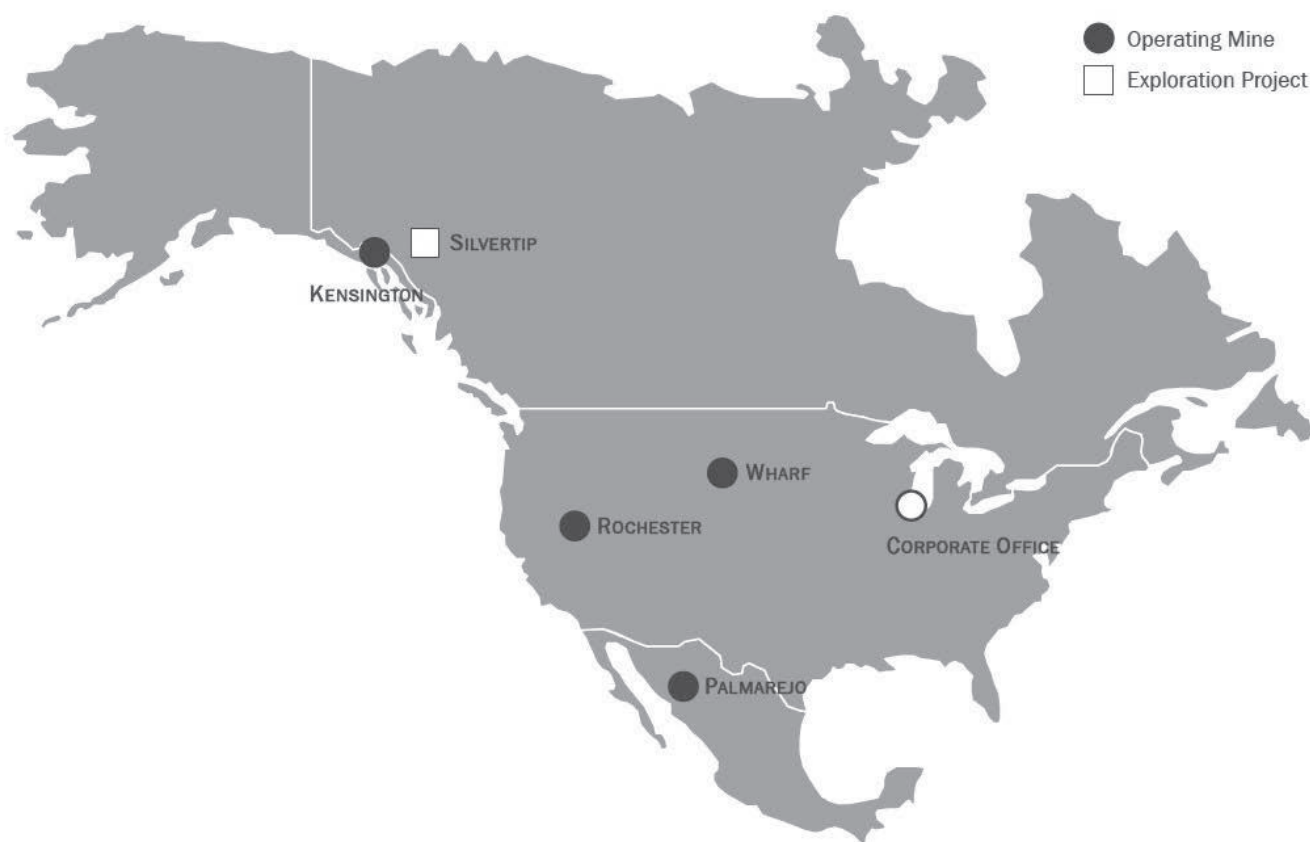 Operating Mine
Exploration Project
SILVERTIP
KENSINGTON
WHARF
ROCHESTER
CORPORATE OFFICE
PALMAREJO